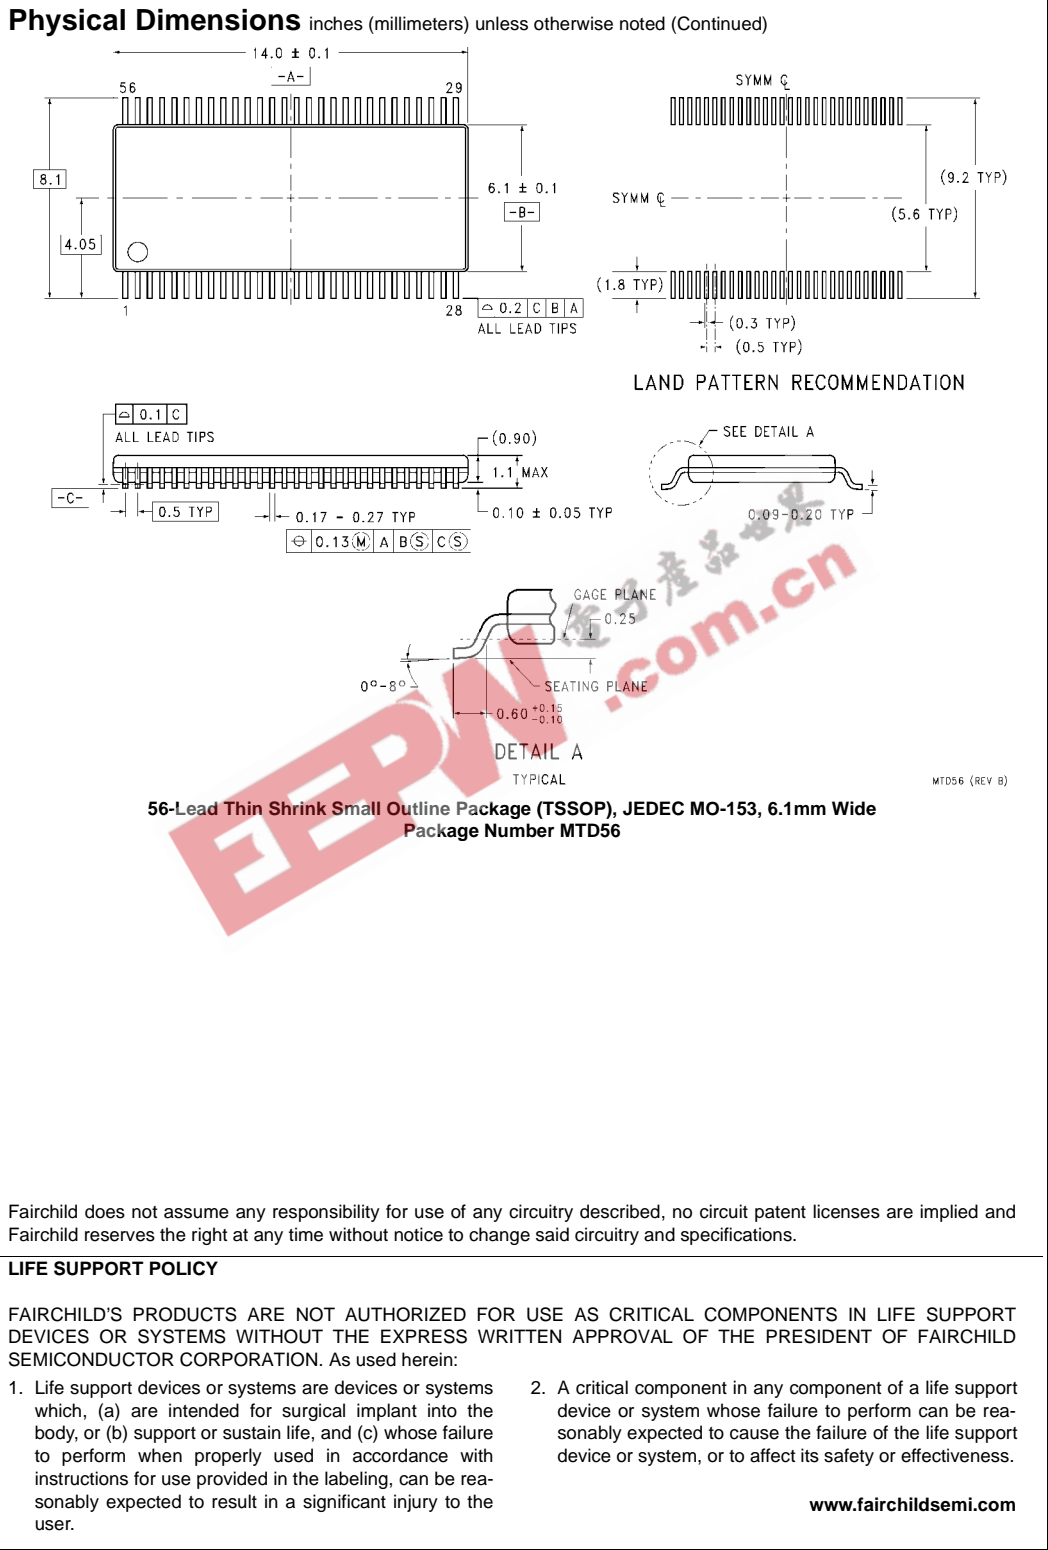 Physical Dimensions inches (millimeters) unless otherwise noted (Continued)
14.0 ± 0.1
-A-
56
29
8.1
4.05
6.1 ± 0.1
-B-
1
28
⌓ 0.2 C B A
ALL LEAD TIPS
SYMM ℄
SYMM ℄
(9.2 TYP)
(5.6 TYP)
(1.8 TYP)
(0.3 TYP)
(0.5 TYP)
LAND PATTERN RECOMMENDATION
⌓ 0.1 C
ALL LEAD TIPS
(0.90)
1.1 MAX
-C-
0.5 TYP
0.17 - 0.27 TYP
0.10 ± 0.05 TYP
⌖ 0.13 Ⓜ A BⓈ CⓈ
SEE DETAIL A
0.09-0.20 TYP
GAGE PLANE
0.25
0°-8°
SEATING PLANE
0.60 +0.15 -0.10
DETAIL A
TYPICAL
MTD56 (REV B)
EEPW.com.cn
電子產品世界
56-Lead Thin Shrink Small Outline Package (TSSOP), JEDEC MO-153, 6.1mm Wide
Package Number MTD56
Fairchild does not assume any responsibility for use of any circuitry described, no circuit patent licenses are implied and
Fairchild reserves the right at any time without notice to change said circuitry and specifications.
LIFE SUPPORT POLICY
FAIRCHILD'S PRODUCTS ARE NOT AUTHORIZED FOR USE AS CRITICAL COMPONENTS IN LIFE SUPPORT
DEVICES OR SYSTEMS WITHOUT THE EXPRESS WRITTEN APPROVAL OF THE PRESIDENT OF FAIRCHILD
SEMICONDUCTOR CORPORATION. As used herein:
1. Life support devices or systems are devices or systems
which, (a) are intended for surgical implant into the
body, or (b) support or sustain life, and (c) whose failure
to perform when properly used in accordance with
instructions for use provided in the labeling, can be rea-
sonably expected to result in a significant injury to the
user.
2. A critical component in any component of a life support
device or system whose failure to perform can be rea-
sonably expected to cause the failure of the life support
device or system, or to affect its safety or effectiveness.
www.fairchildsemi.com